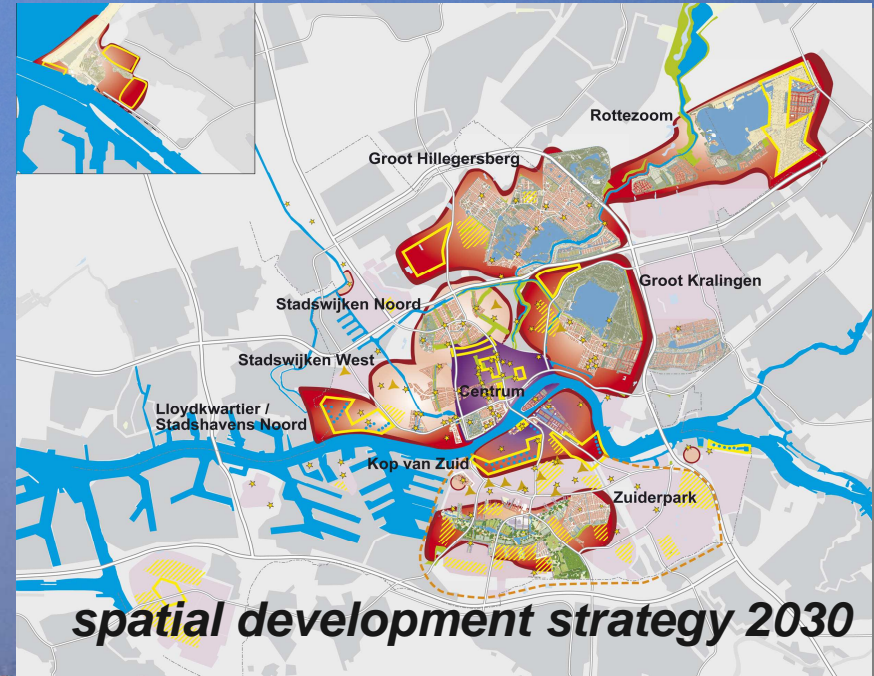 Rottezoom
Groot Hillegersberg
Groot Kralingen
Stadswijken Noord
Stadswijken West
Centrum
Lloydkwartier /
Stadshavens Noord
Kop van Zuid
Zuiderpark
spatial development strategy 2030